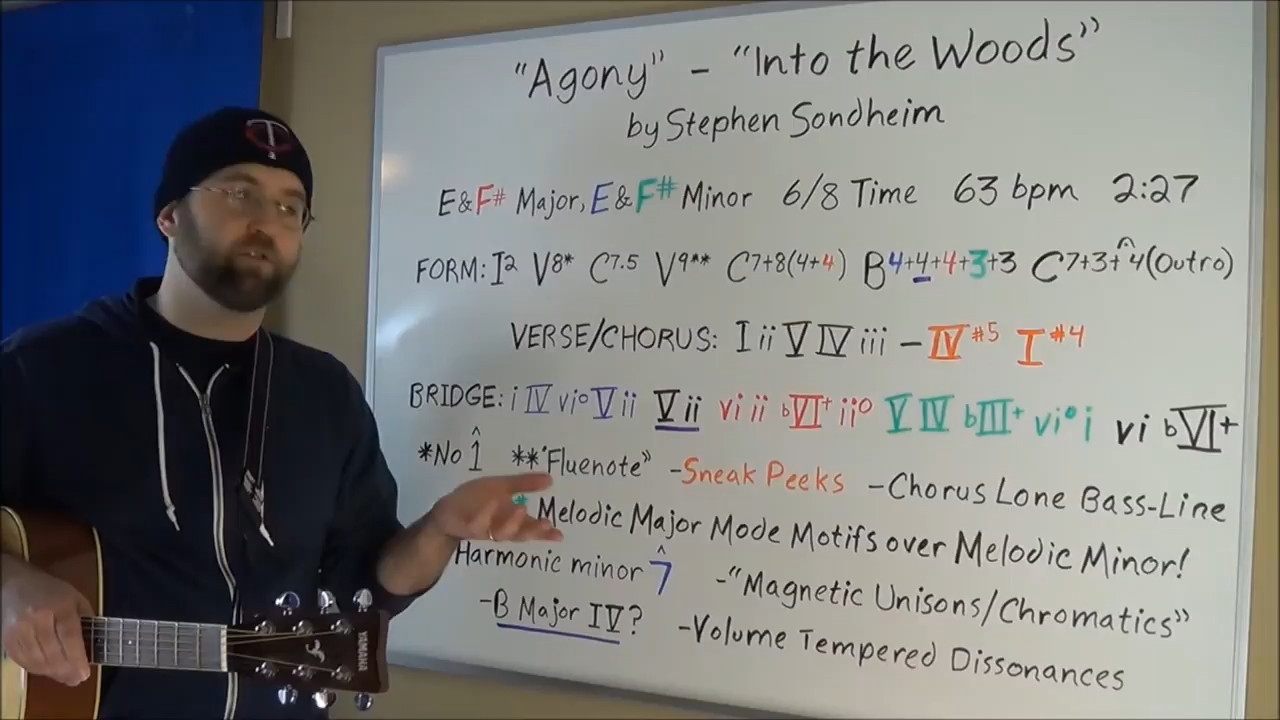 "Agony" - "Into the Woods"
by Stephen Sondheim
E & F# Major, E & F# Minor 6/8 Time 63 bpm 2:27
FORM: I2 V8* C7.5 V9** C7+8(4+4) B4+4+4+3+3 C7+3+4(Outro)
VERSE/CHORUS: I ii V IV iii - IV#5 I#4
BRIDGE: i IV vi° V ii V ii vi ii bVI+ ii° V IV bIII+ vi° i vi bVI+
*No 1̂ **"Fluenote" -Sneak Peeks -Chorus Lone Bass-Line
* Melodic Major Mode Motifs over Melodic Minor!
Harmonic minor 7̂ -"Magnetic Unisons/Chromatics"
-B Major IV? -Volume Tempered Dissonances
T
YAMAHA